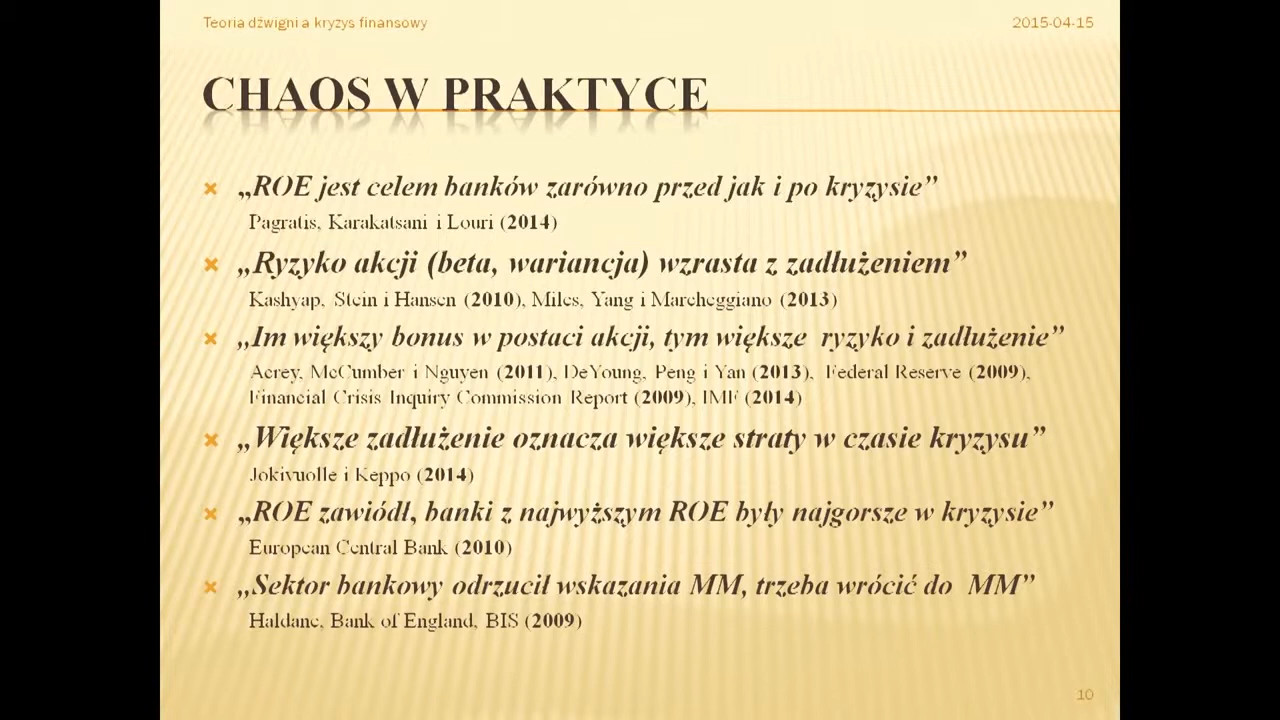 Teoria dźwigni a kryzys finansowy
2015-04-15
CHAOS W PRAKTYCE
„ROE jest celem banków zarówno przed jak i po kryzysie”
Pagratis, Karakatsani i Louri (2014)
„Ryzyko akcji (beta, wariancja) wzrasta z zadłużeniem”
Kashyap, Stein i Hansen (2010), Miles, Yang i Marcheggiano (2013)
„Im większy bonus w postaci akcji, tym większe ryzyko i zadłużenie”
Acrey, McCumber i Nguyen (2011), DeYoung, Peng i Yan (2013), Federal Reserve (2009),
Financial Crisis Inquiry Commission Report (2009), IMF (2014)
„Większe zadłużenie oznacza większe straty w czasie kryzysu”
Jokivuolle i Keppo (2014)
„ROE zawiódł, banki z najwyższym ROE były najgorsze w kryzysie”
European Central Bank (2010)
„Sektor bankowy odrzucił wskazania MM, trzeba wrócić do MM”
Haldane, Bank of England, BIS (2009)
10